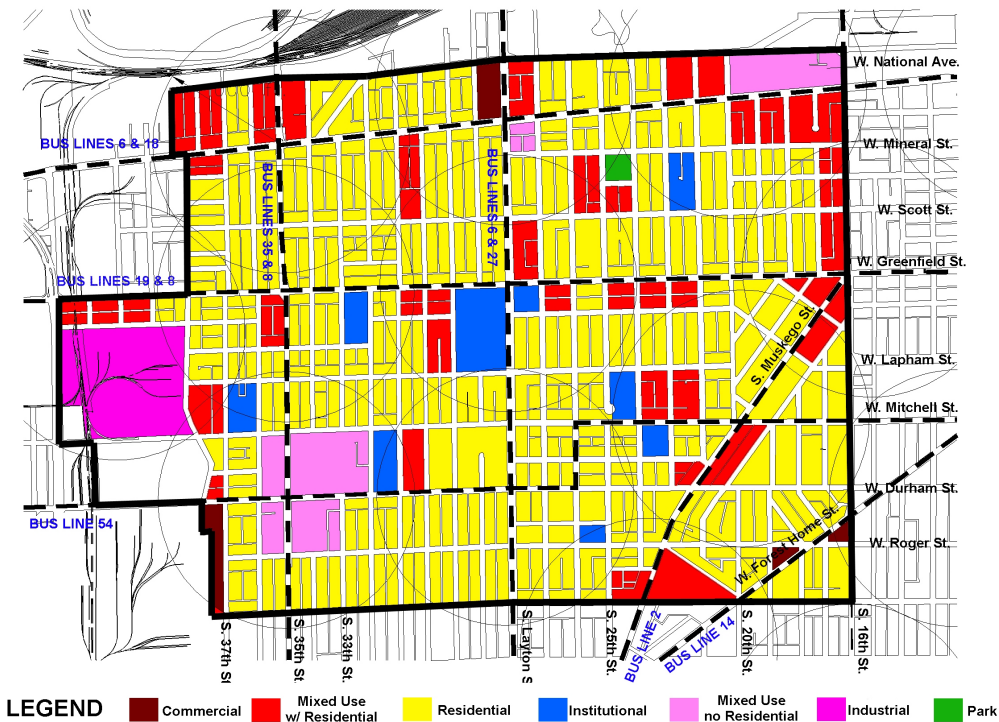 W. National Ave.
BUS LINES 6 & 18
W. Mineral St.
BUS LINES 35 & 8
BUS LINES 6 & 27
W. Scott St.
W. Greenfield St.
BUS LINES 19 & 8
S. Muskego St.
W. Lapham St.
W. Mitchell St.
W. Durham St.
BUS LINE 54
W. Forest Home St.
W. Roger St.
S. 37th St
S. 35th St.
S. 33th St.
S. Layton S
S. 25th St.
BUS LINE 2
BUS LINE 14
S. 20th St.
S. 16th St.
LEGEND
Commercial
Mixed Use
w/ Residential
Residential
Institutional
Mixed Use
no Residential
Industrial
Park